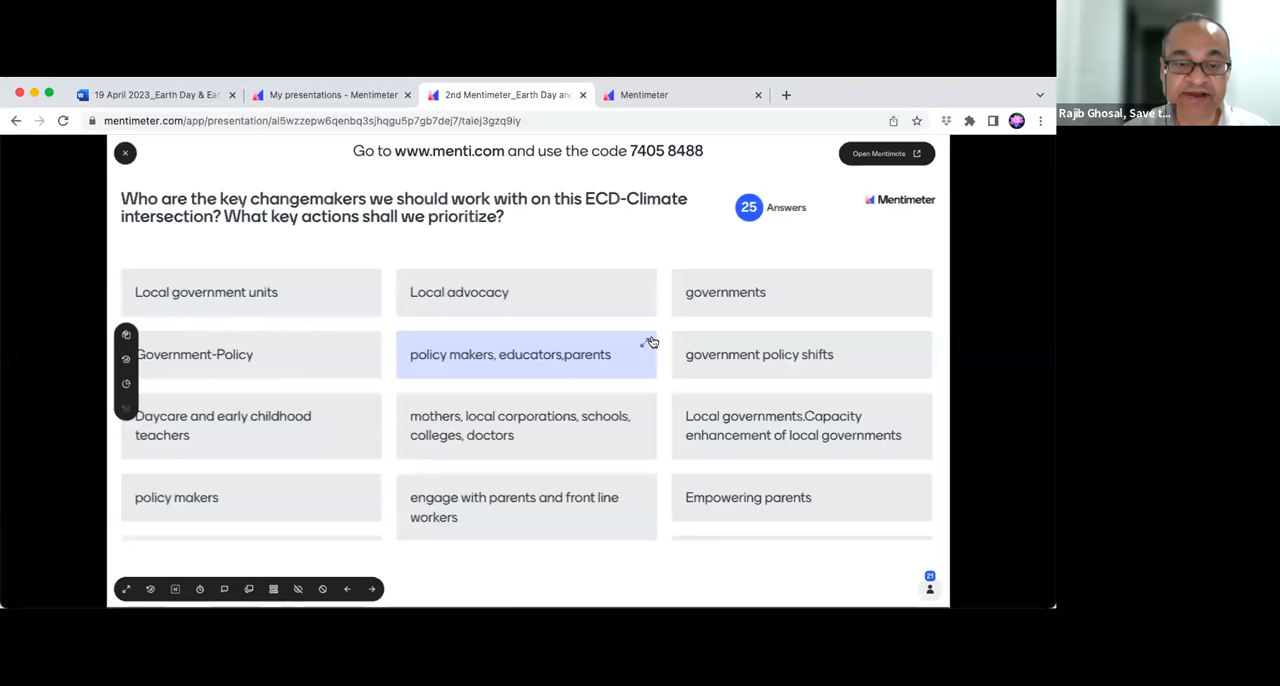 19 April 2023_Earth Day & Ea
My presentations - Mentimeter
2nd Mentimeter_Earth Day an
Mentimeter
mentimeter.com/app/presentation/al5wzzepw6qenbq3sjhqgu5p7gb7dej7/taiej3gzq9iy
Rajib Ghosal, Save t...
Go to www.menti.com and use the code 7405 8488
Open Mentimete
Who are the key changemakers we should work with on this ECD-Climate
intersection? What key actions shall we prioritize?
25 Answers
Mentimeter
Local government units
Local advocacy
governments
Government-Policy
policy makers, educators,parents
government policy shifts
Daycare and early childhood
teachers
mothers, local corporations, schools,
colleges, doctors
Local governments.Capacity
enhancement of local governments
policy makers
engage with parents and front line
workers
Empowering parents
21